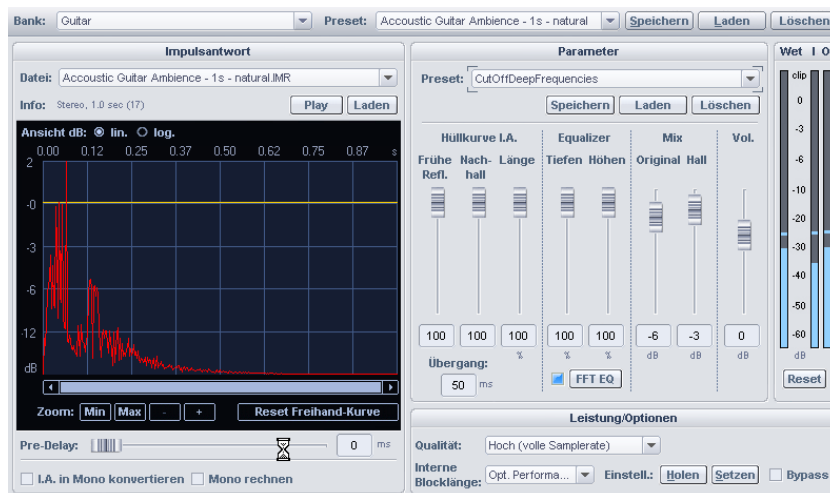 Bank: Guitar Preset: Accoustic Guitar Ambience - 1s - natural Speichern Laden Löschen
Impulsantwort
Datei: Accoustic Guitar Ambience - 1s - natural.IMR
Info: Stereo, 1.0 sec (17) Play Laden
Ansicht dB: lin. log.
0.00 0.12 0.25 0.37 0.50 0.62 0.75 0.87 s
2
-0
-3
-6
-12
dB
Zoom: Min Max - + Reset Freihand-Kurve
Pre-Delay: 0 ms
I.A. in Mono konvertieren Mono rechnen
Parameter
Preset: CutOffDeepFrequencies
Speichern Laden Löschen
Hüllkurve I.A. Equalizer Mix Vol.
Frühe Nach- Länge Tiefen Höhen Original Hall
Refl. hall
100 100 100 100 100 -6 -3 0
% % % dB dB dB
Übergang:
50 ms FFT EQ
Leistung/Optionen
Qualität: Hoch (volle Samplerate)
Interne
Blocklänge: Opt. Performa... Einstell.: Holen Setzen Bypass
Wet I O
clip
0
-3
-6
-10
-20
-30
-40
-50
-60
dB
Reset